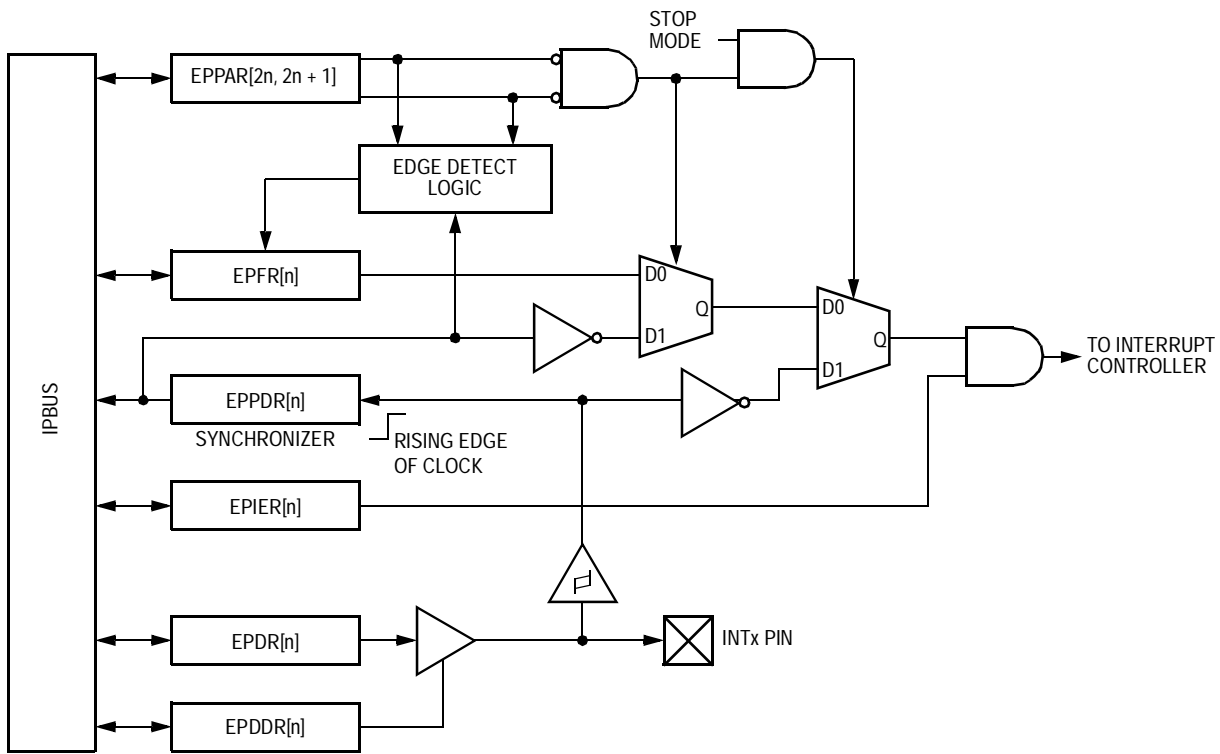 STOP
MODE
EPPAR[2n, 2n + 1]
EDGE DETECT
LOGIC
EPFR[n]
D0
Q
D1
D0
Q
D1
TO INTERRUPT
CONTROLLER
IPBUS
EPPDR[n]
SYNCHRONIZER
RISING EDGE
OF CLOCK
EPIER[n]
EPDR[n]
INTx PIN
EPDDR[n]